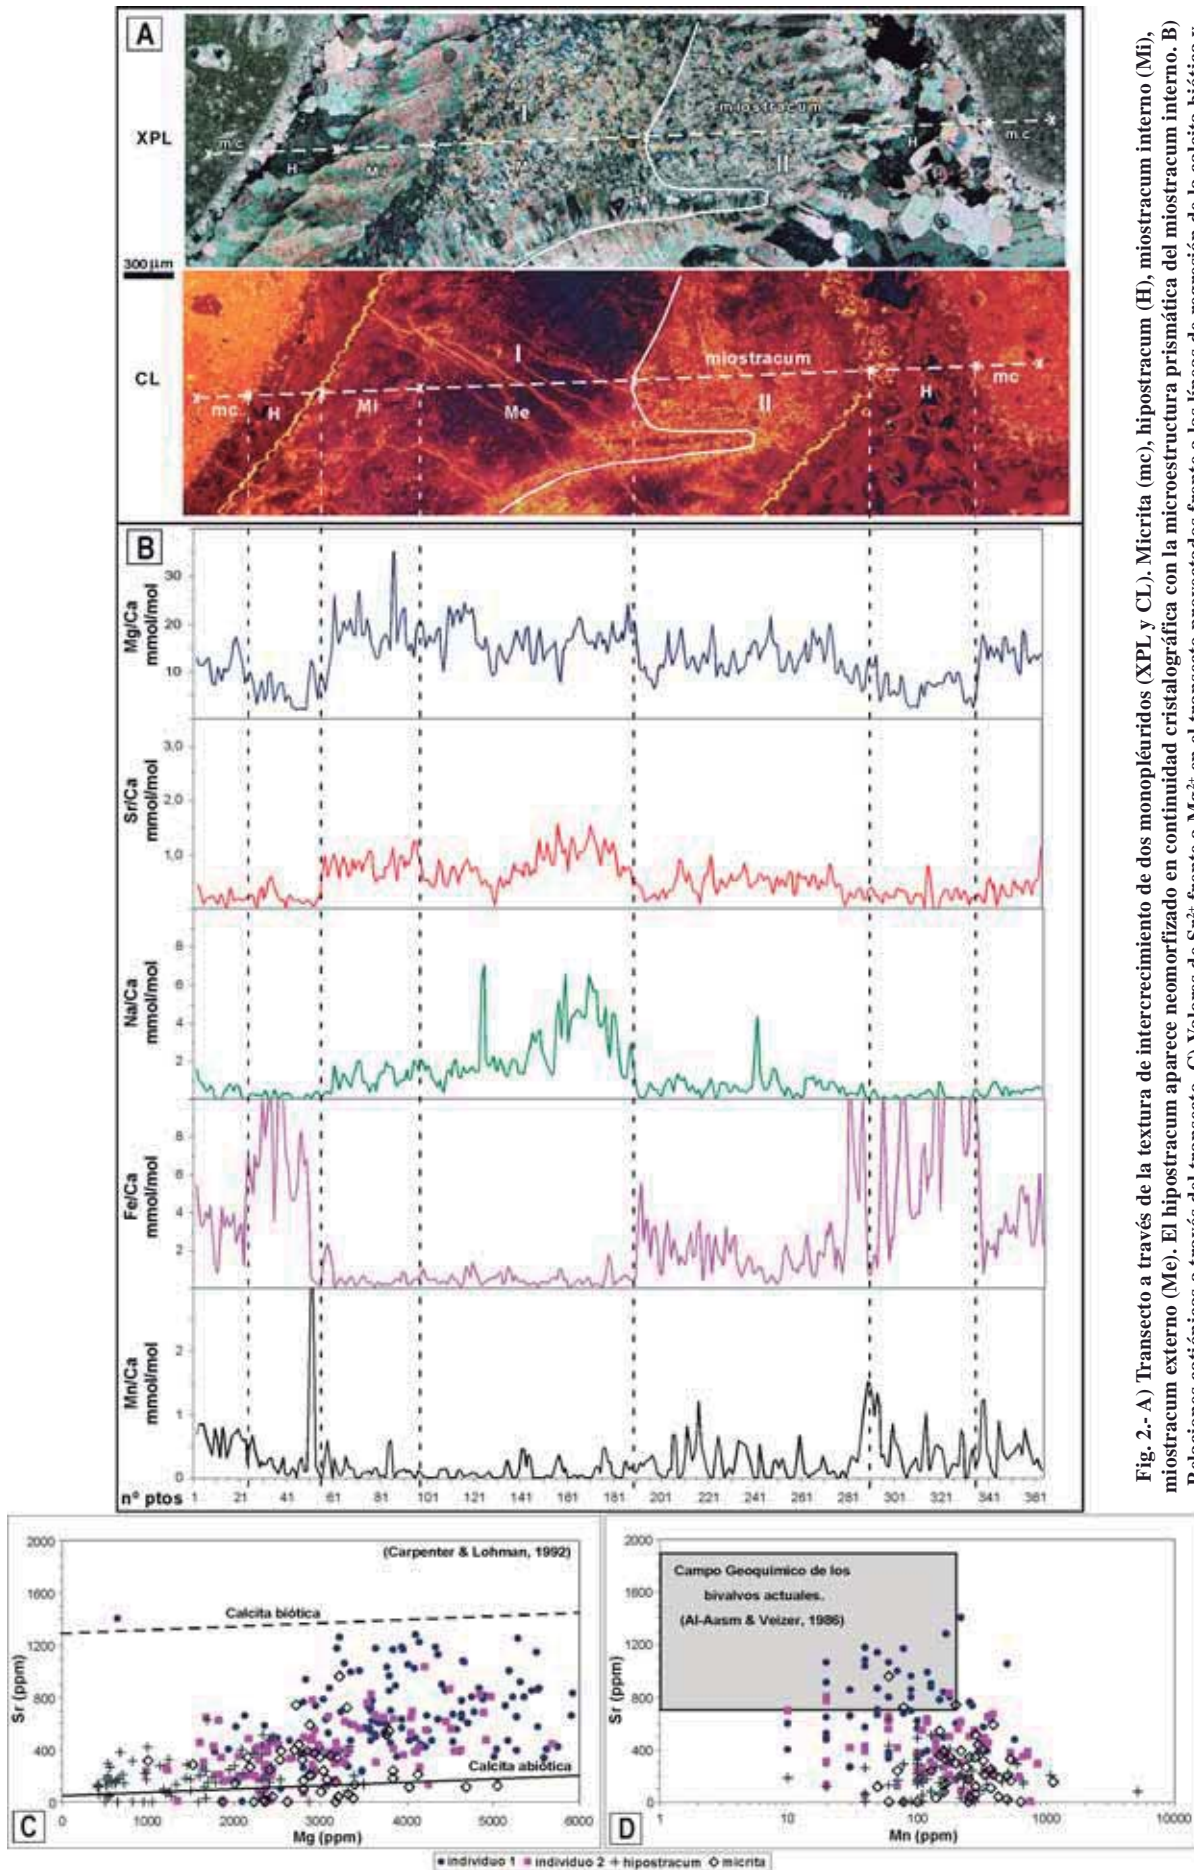 A
XPL
mc
H
M
I
M
miostracum
II
H
mc
300 µm
CL
mc
H
Mi
I
Me
miostracum
II
H
mc
B
Mg/Ca
mmol/mol
30
20
10
Sr/Ca
mmol/mol
3,0
2,0
1,0
Na/Ca
mmol/mol
8
6
4
2
Fe/Ca
mmol/mol
8
6
4
2
Mn/Ca
mmol/mol
2
1
0
nº ptos 1 21 41 61 81 101 121 141 161 181 201 221 241 261 281 301 321 341 361
2000
1600
1200
800
400
0
Sr (ppm)
(Carpenter & Lohman, 1992)
Calcita biótica
Calcita abiótica
C
0 1000 2000 3000 4000 5000 6000
Mg (ppm)
2000
1600
1200
800
400
0
Sr (ppm)
Campo Geoquímico de los
bivalvos actuales.
(Al-Aasm & Veizer, 1986)
D
1 10 100 1000 10000
Mn (ppm)
individuo 1 individuo 2 hipostracum micrita
Fig. 2.- A) Transecto a través de la textura de intercrecimiento de dos monopléuridos (XPL y CL). Micrita (mc), hipostracum (H), miostracum interno (Mi),
miostracum externo (Me). El hipostracum aparece neomorfizado en continuidad cristalográfica con la microestructura prismática del miostracum interno. B)